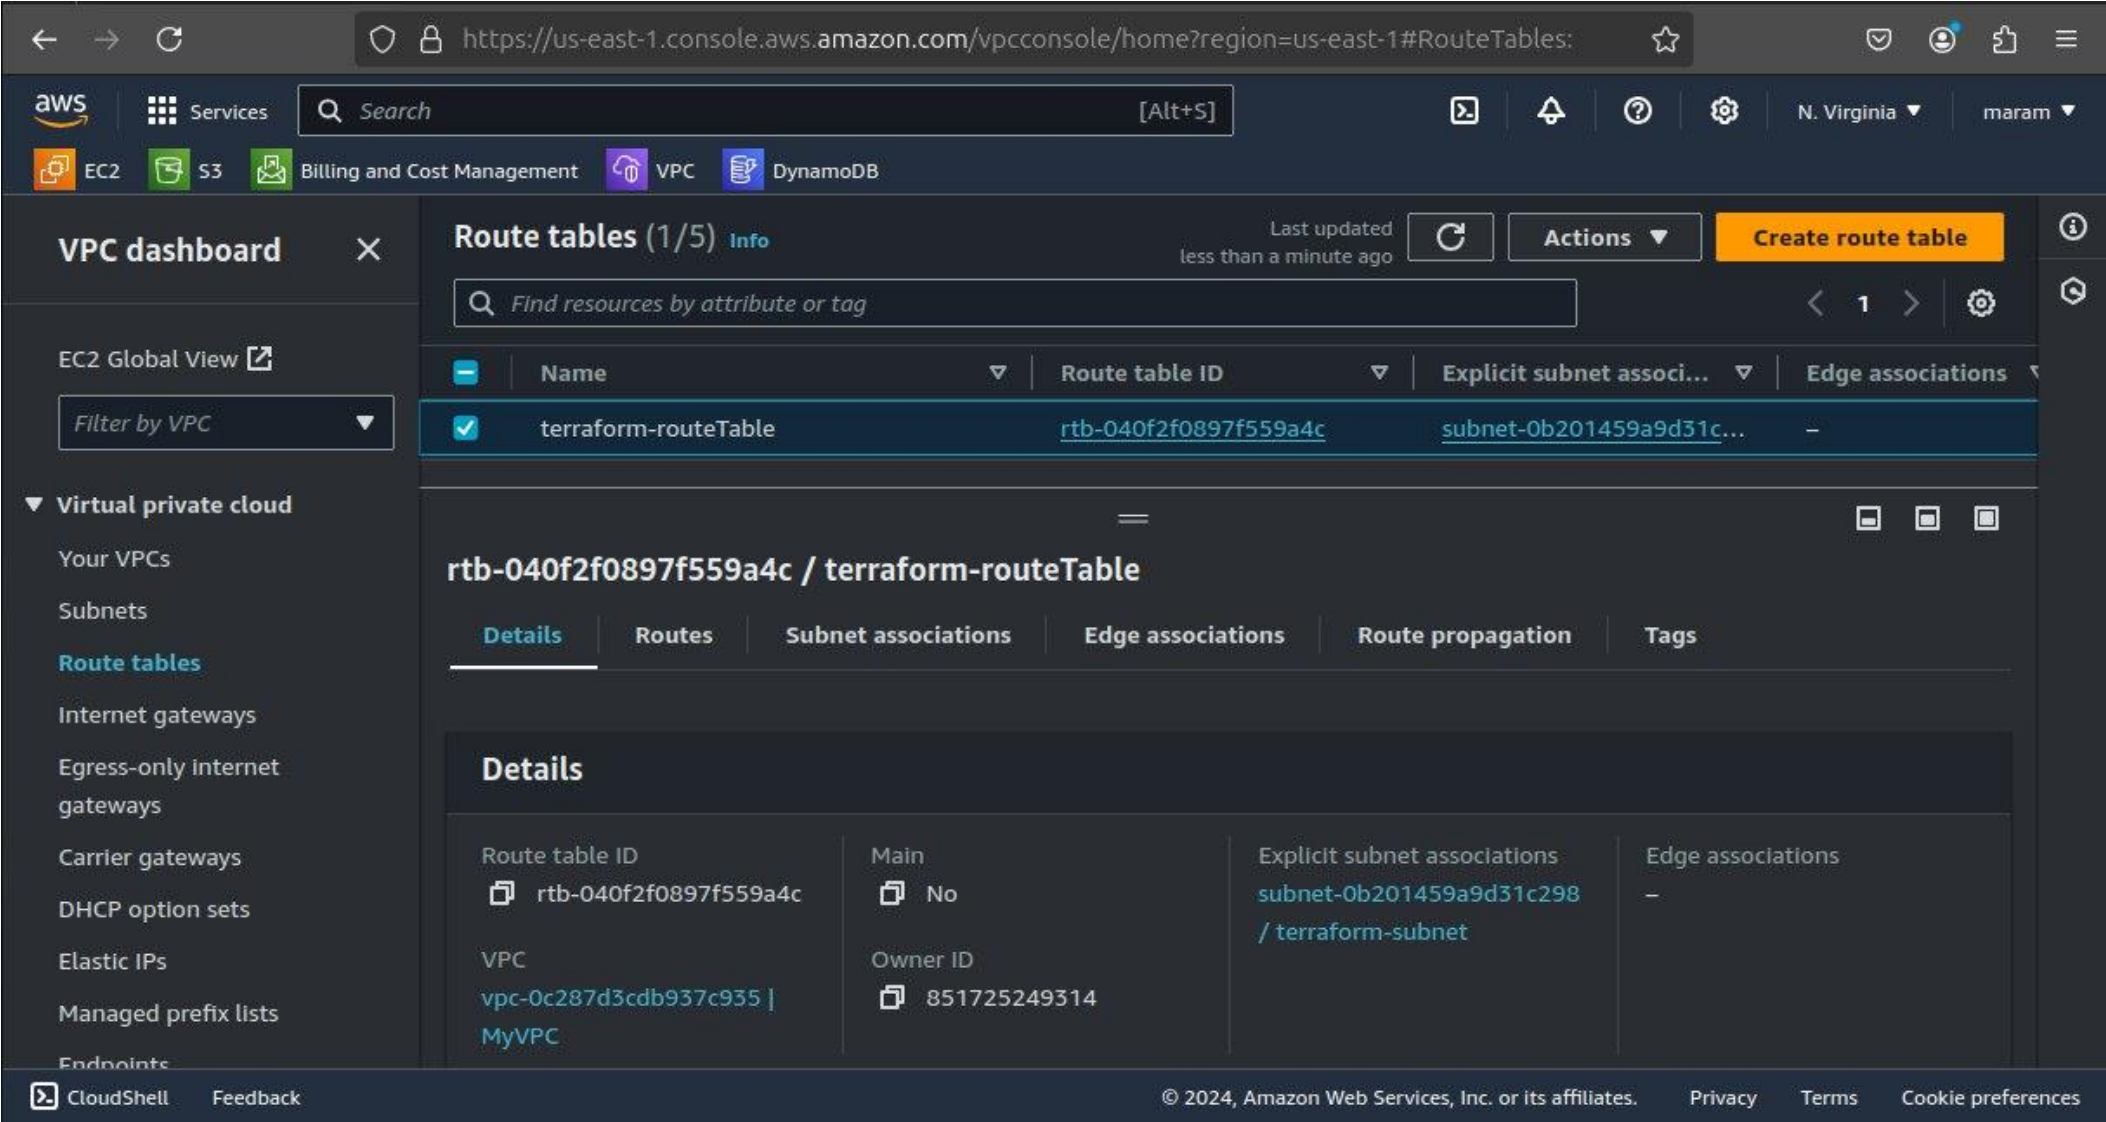 https://us-east-1.console.aws.amazon.com/vpcconsole/home?region=us-east-1#RouteTables:
aws Services Search [Alt+S] N. Virginia maram
EC2 S3 Billing and Cost Management VPC DynamoDB
VPC dashboard
EC2 Global View
Filter by VPC
Virtual private cloud
Your VPCs
Subnets
Route tables
Internet gateways
Egress-only internet
gateways
Carrier gateways
DHCP option sets
Elastic IPs
Managed prefix lists
Endpoints
Route tables (1/5) Info
Last updated
less than a minute ago
Actions
Create route table
Find resources by attribute or tag
1
Name Route table ID Explicit subnet associ... Edge associations
terraform-routeTable rtb-040f2f0897f559a4c subnet-0b201459a9d31c... –
rtb-040f2f0897f559a4c / terraform-routeTable
Details Routes Subnet associations Edge associations Route propagation Tags
Details
Route table ID
rtb-040f2f0897f559a4c
VPC
vpc-0c287d3cdb937c935 |
MyVPC
Main
No
Owner ID
851725249314
Explicit subnet associations
subnet-0b201459a9d31c298
/ terraform-subnet
Edge associations
–
CloudShell Feedback © 2024, Amazon Web Services, Inc. or its affiliates. Privacy Terms Cookie preferences